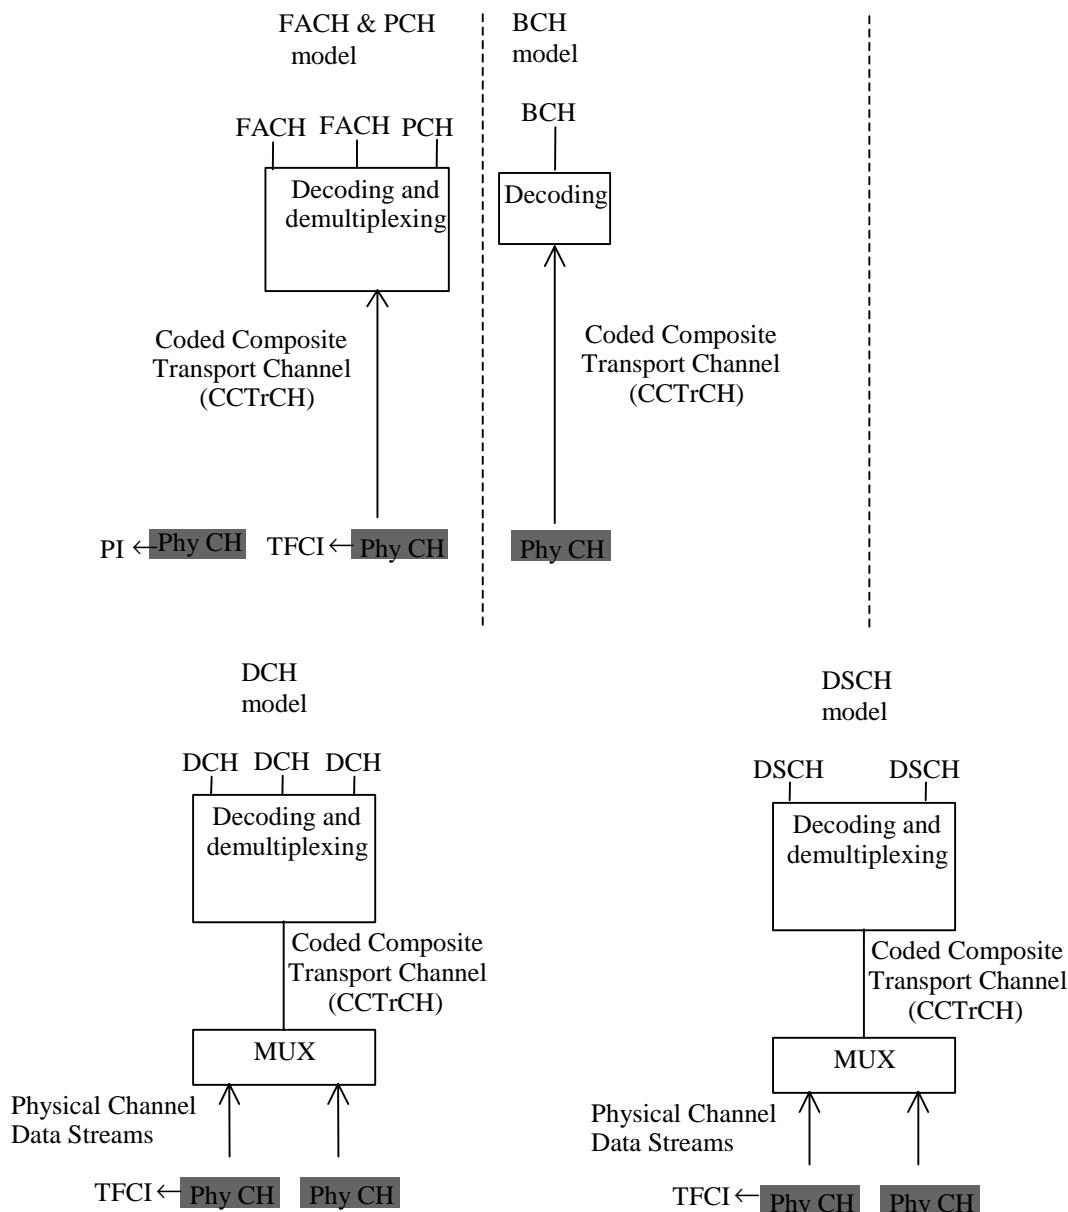 FACH & PCH
model
BCH
model
FACH FACH PCH
BCH
Decoding and
demultiplexing
Decoding
Coded Composite
Transport Channel
(CCTrCH)
Coded Composite
Transport Channel
(CCTrCH)
PI
Phy CH
TFCI
Phy CH
Phy CH
DCH
model
DSCH
model
DCH DCH DCH
DSCH DSCH
Decoding and
demultiplexing
Decoding and
demultiplexing
Coded Composite
Transport Channel
(CCTrCH)
Coded Composite
Transport Channel
(CCTrCH)
MUX
MUX
Physical Channel
Data Streams
Physical Channel
Data Streams
TFCI
Phy CH
Phy CH
TFCI
Phy CH
Phy CH